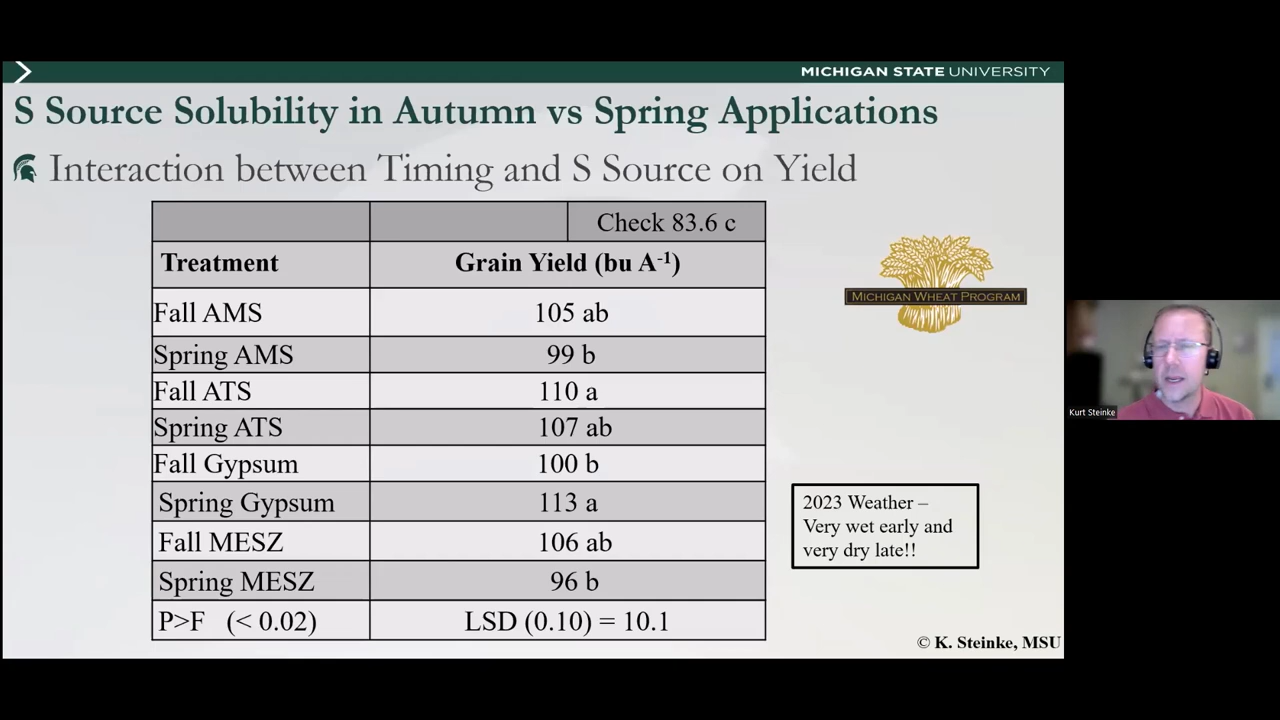 MICHIGAN STATE UNIVERSITY
S Source Solubility in Autumn vs Spring Applications
Interaction between Timing and S Source on Yield
Check 83.6 c
Treatment Grain Yield (bu A-1)
Fall AMS 105 ab
Spring AMS 99 b
Fall ATS 110 a
Spring ATS 107 ab
Fall Gypsum 100 b
Spring Gypsum 113 a
Fall MESZ 106 ab
Spring MESZ 96 b
P>F (< 0.02) LSD (0.10) = 10.1
MICHIGAN WHEAT PROGRAM
2023 Weather –
Very wet early and
very dry late!!
© K. Steinke, MSU
Kurt Steinke